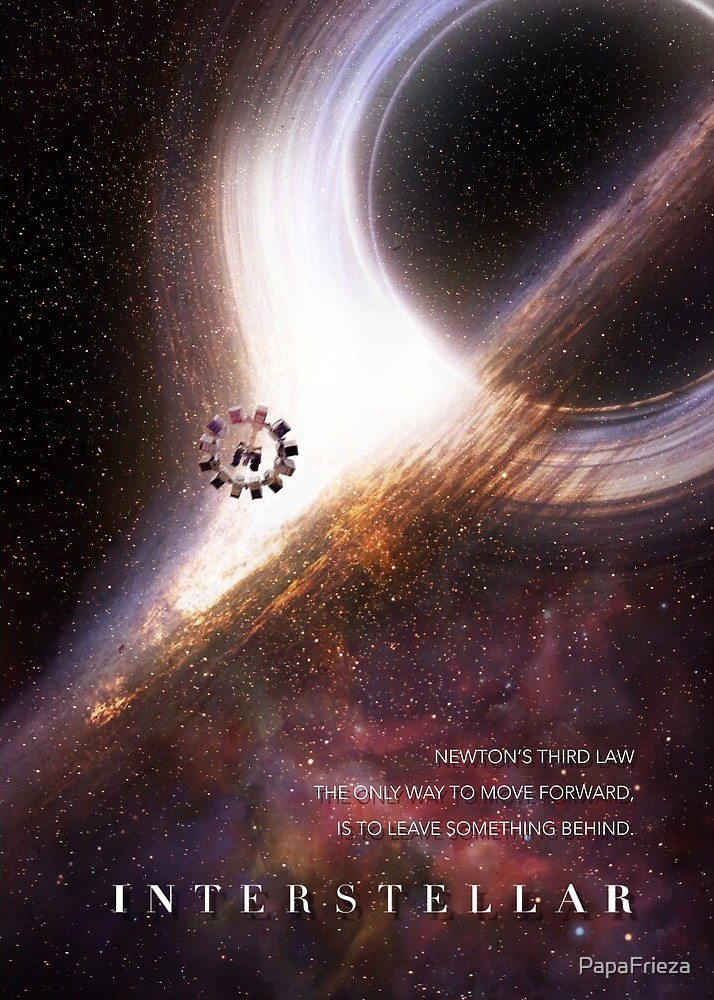 NEWTON'S THIRD LAW
THE ONLY WAY TO MOVE FORWARD,
IS TO LEAVE SOMETHING BEHIND.
INTERSTELLAR
PapaFrieza